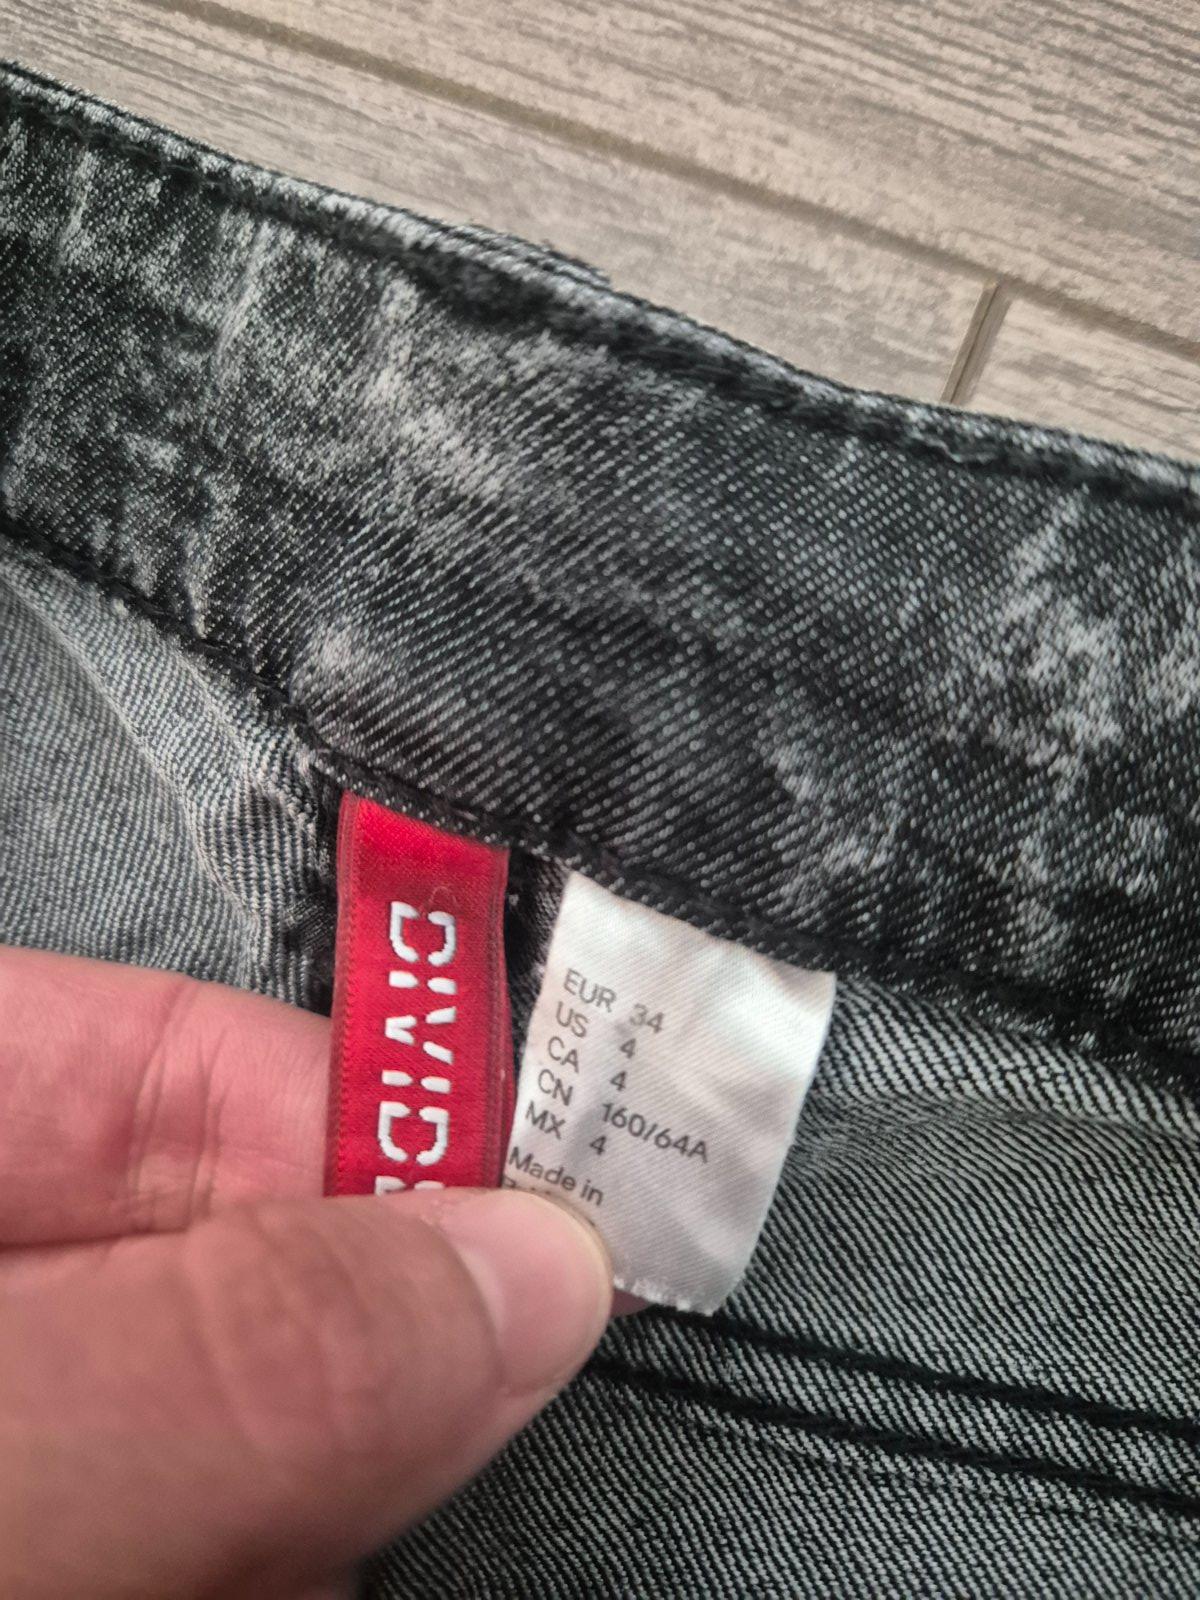 DIVID
EUR 34
US 4
CA 4
CN 160/64A
MX 4
Made in